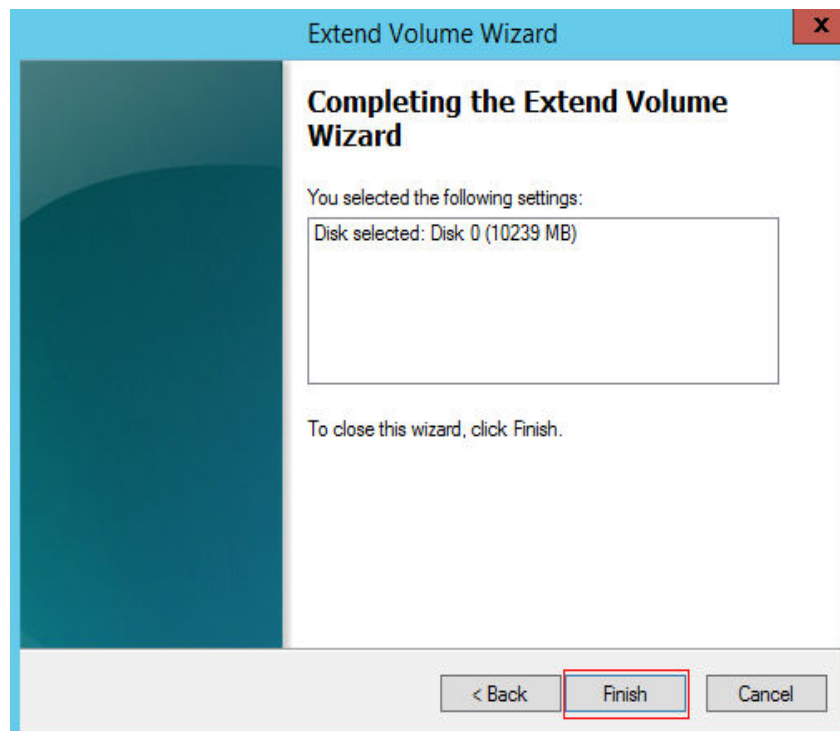 Extend Volume Wizard
x
Completing the Extend Volume
Wizard
You selected the following settings:
Disk selected: Disk 0 (10239 MB)
To close this wizard, click Finish.
< Back Finish Cancel